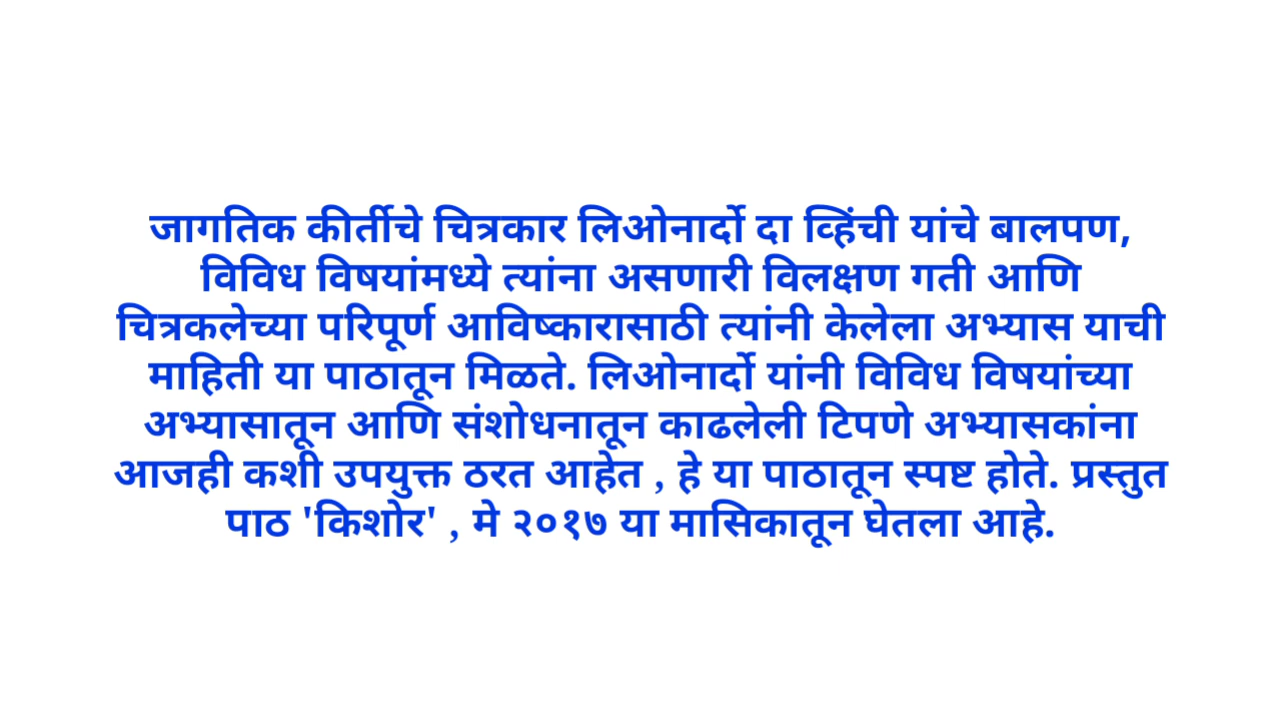 जागतिक कीर्तीचे चित्रकार लिओनार्दो दा व्हिंची यांचे बालपण,
विविध विषयांमध्ये त्यांना असणारी विलक्षण गती आणि
चित्रकलेच्या परिपूर्ण आविष्कारासाठी त्यांनी केलेला अभ्यास याची
माहिती या पाठातून मिळते. लिओनार्दो यांनी विविध विषयांच्या
अभ्यासातून आणि संशोधनातून काढलेली टिपणे अभ्यासकांना
आजही कशी उपयुक्त ठरत आहेत , हे या पाठातून स्पष्ट होते. प्रस्तुत
पाठ 'किशोर' , मे २०१७ या मासिकातून घेतला आहे.